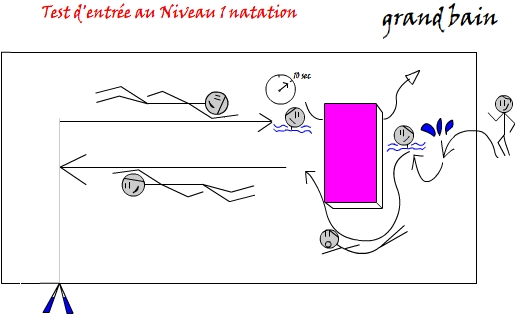 Test d'entrée au Niveau 1 natation
grand bain
10 sec